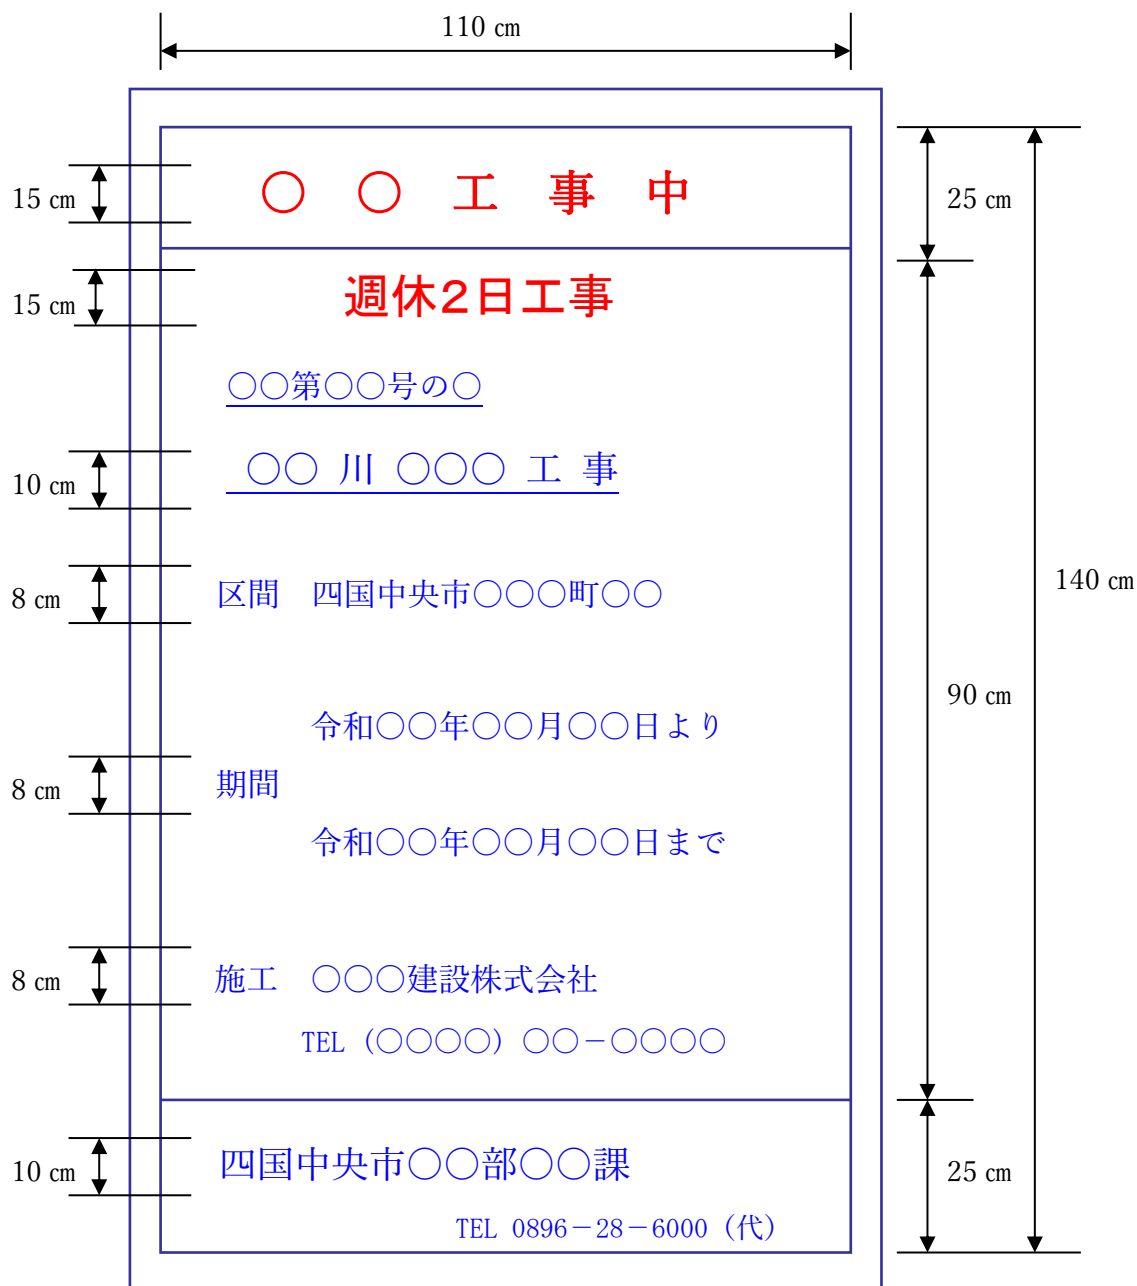 110 ㎝
15 ㎝
○ ○ 工 事 中
25 ㎝
15 ㎝
週休２日工事
○○第○○号の○
10 ㎝
○○ 川 ○○○ 工 事
8 ㎝
区間　四国中央市○○○町○○
140 ㎝
90 ㎝
令和○○年○○月○○日より
8 ㎝
期間
令和○○年○○月○○日まで
8 ㎝
施工　○○○建設株式会社
TEL（○○○○）○○－○○○○
10 ㎝
四国中央市○○部○○課
25 ㎝
TEL 0896－28－6000（代）